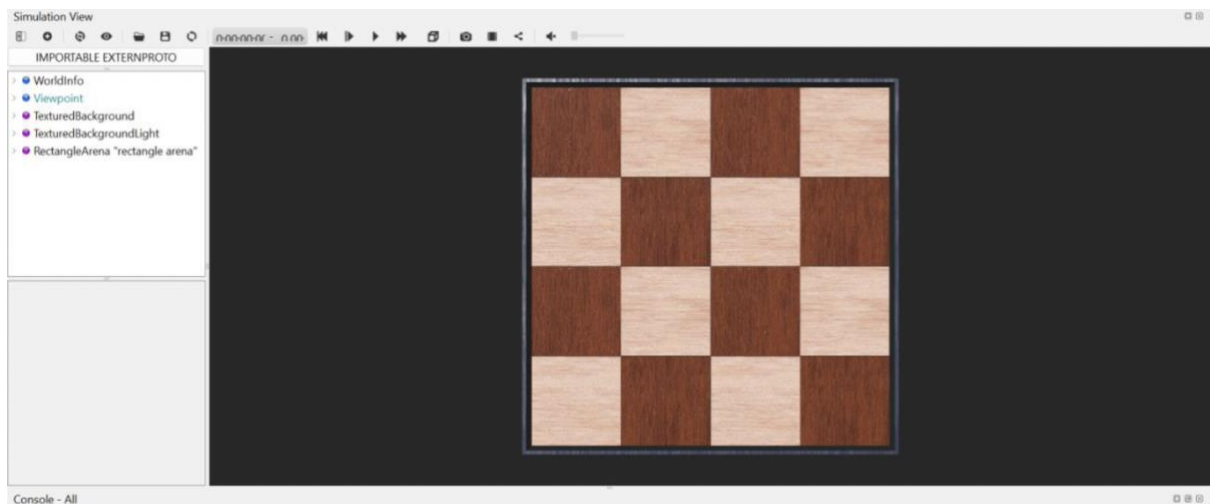 Simulation View
IMPORTABLE EXTERNPROTO
WorldInfo
Viewpoint
TexturedBackground
TexturedBackgroundLight
RectangleArena "rectangle arena"
Console - All